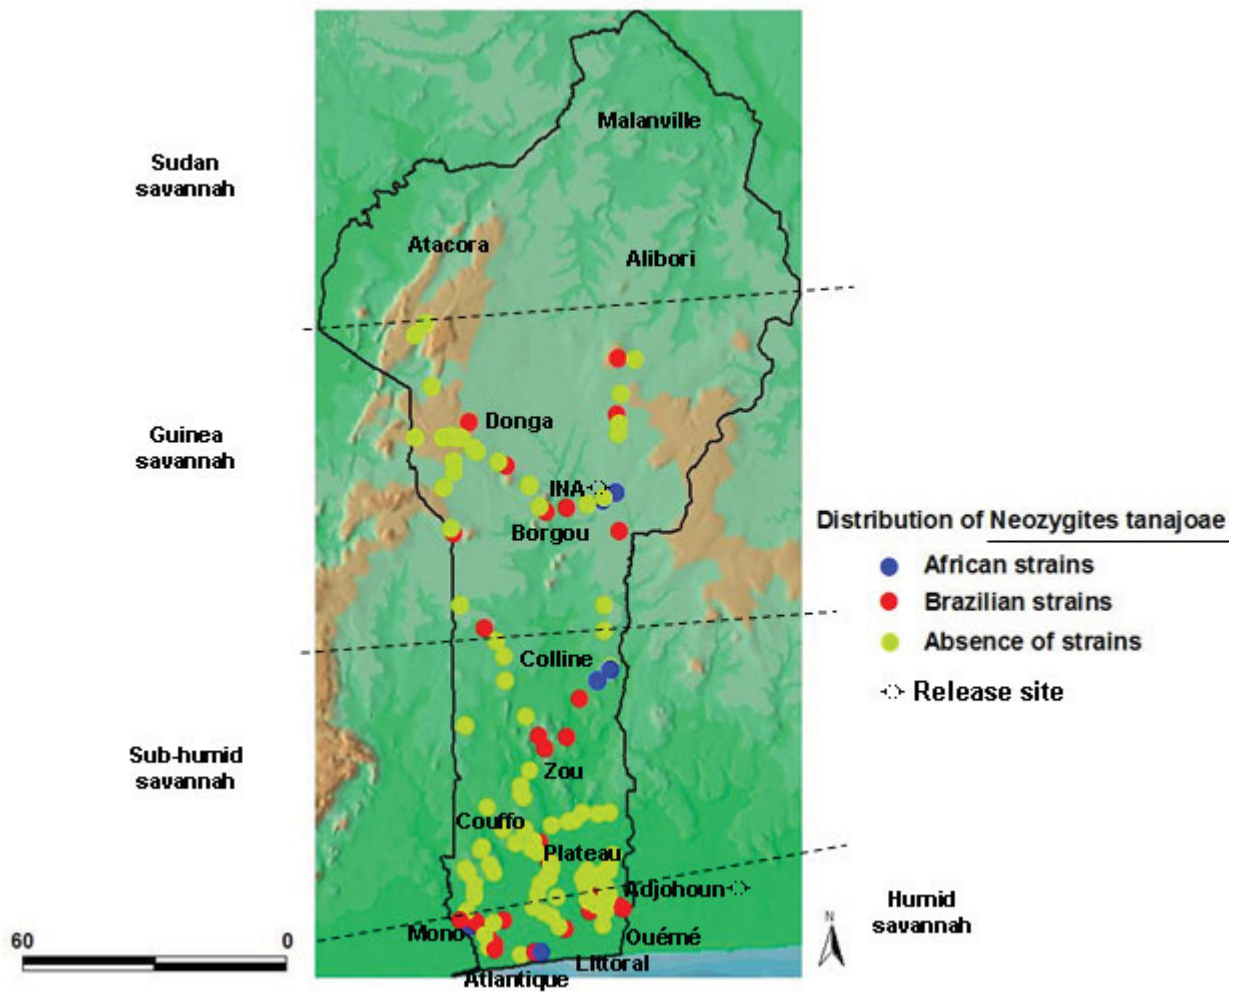 Malanville
Sudan
savannah
Atacora
Alibori
Guinea
savannah
Donga
INA
Borgou
Distribution of Neozygites tanajoae
African strains
Brazilian strains
Absence of strains
Release site
Colline
Sub-humid
savannah
Zou
Couffo
Plateau
Adjohoun
Humid
savannah
Mono
Ouémé
Littoral
Atlantique
60
0
N